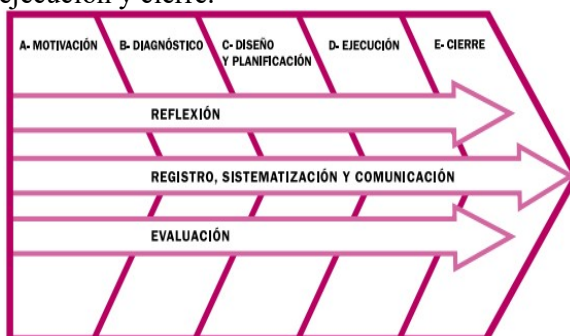 ejecución y cierre.
A- MOTIVACIÓN
B- DIAGNÓSTICO
C- DISEÑO
Y PLANIFICACIÓN
D- EJECUCIÓN
E- CIERRE
REFLEXIÓN
REGISTRO, SISTEMATIZACIÓN Y COMUNICACIÓN
EVALUACIÓN